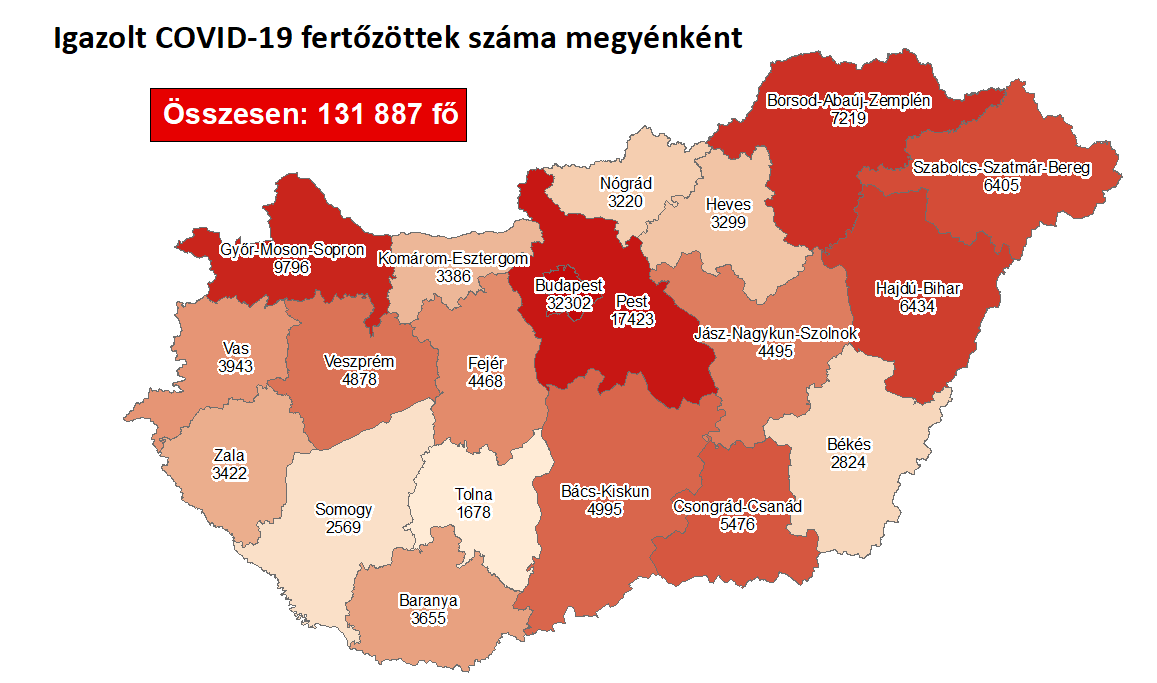 Igazolt COVID-19 fertőzöttek száma megyénként
Összesen: 131 887 fő
Borsod-Abaúj-Zemplén
7219
Szabolcs-Szatmár-Bereg
6405
Nógrád
3220
Heves
3299
Győr-Moson-Sopron
9796
Komárom-Esztergom
3386
Budapest
32302
Pest
17423
Hajdú-Bihar
6434
Jász-Nagykun-Szolnok
4495
Vas
3943
Veszprém
4878
Fejér
4468
Zala
3422
Békés
2824
Somogy
2569
Tolna
1678
Bács-Kiskun
4995
Csongrád-Csanád
5476
Baranya
3655